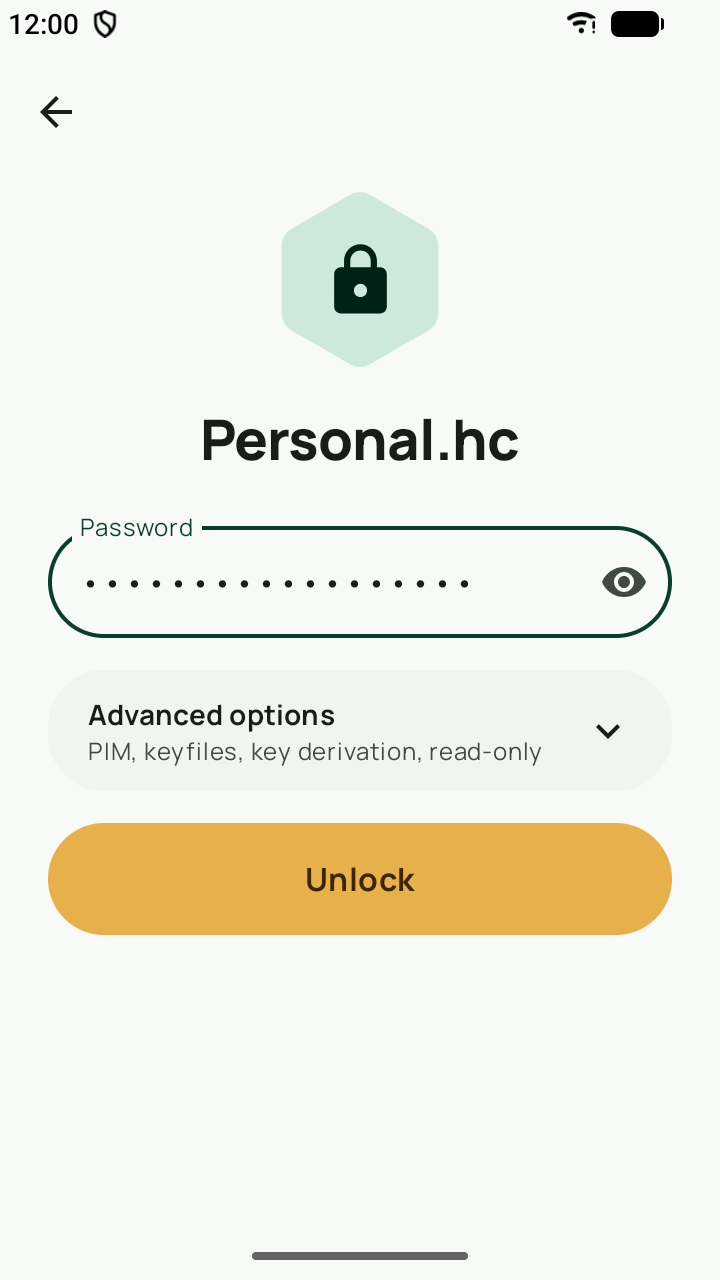 12:00
Personal.hc
Password
Advanced options
PIM, keyfiles, key derivation, read-only
Unlock